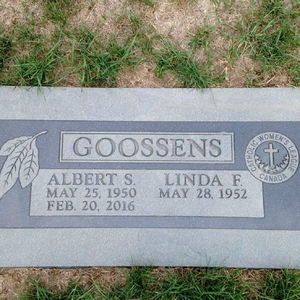 GOOSSENS
ALBERT S. LINDA F.
MAY 25, 1950 MAY 28, 1952
FEB. 20, 2016
CATHOLIC WOMEN'S LEAGUE
CANADA